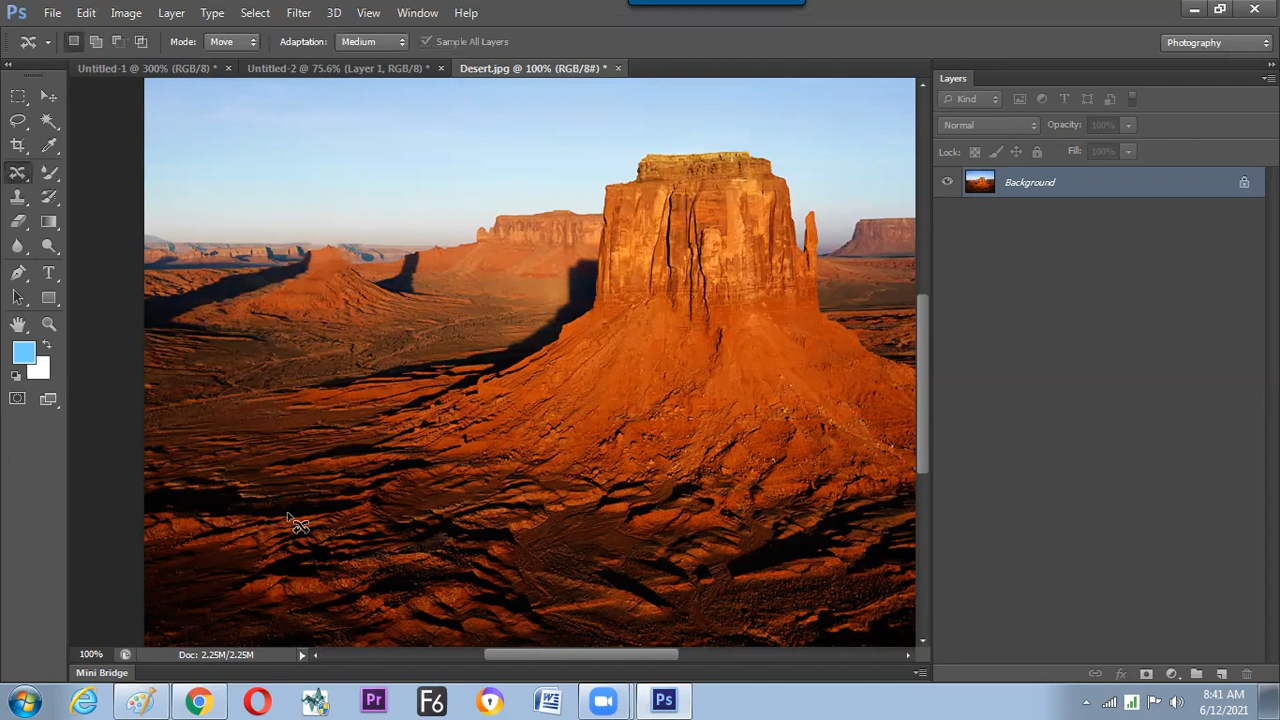 Ps File Edit Image Layer Type Select Filter 3D View Window Help
Mode: Move Adaptation: Medium Sample All Layers Photography
Untitled-1 @ 300% (RGB/8) * × Untitled-2 @ 75.6% (Layer 1, RGB/8) * × Desert.jpg @ 100% (RGB/8#) * ×
Layers
Kind
Normal Opacity: 100%
Lock: Fill: 100%
Background
100% Doc: 2.25M/2.25M
Mini Bridge
Pr F6 W Ps
8:41 AM
6/12/2021